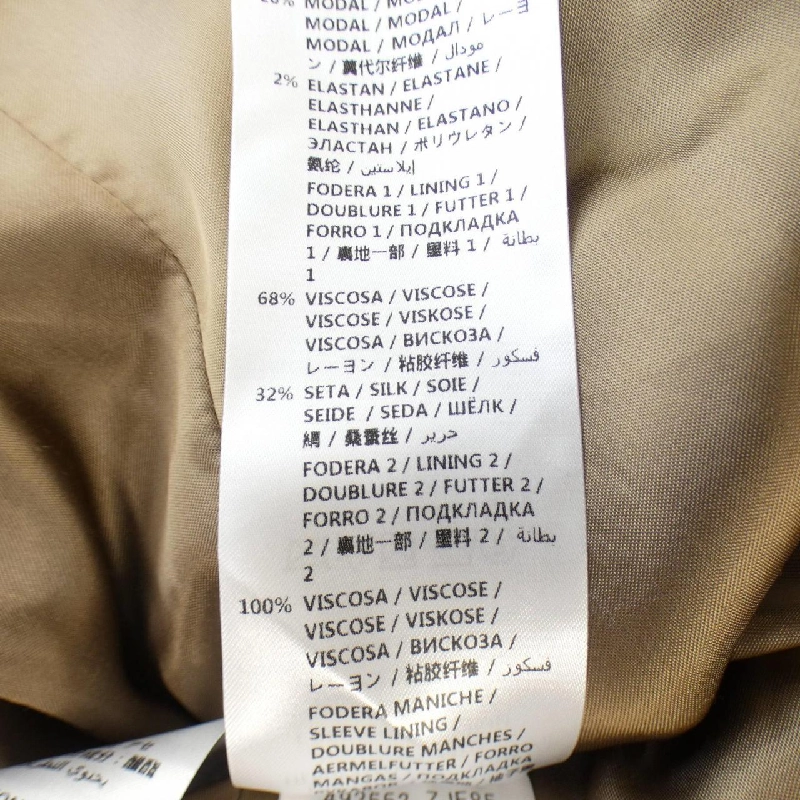 MODAL /
MODAL / MODAL /
MODAL / МОДАЛ / レーヨ
ン / 莫代尔纤维 / مودال
2% ELASTAN / ELASTANE /
ELASTHANNE /
ELASTHAN / ELASTANO /
ЭЛАСТАН / ポリウレタン /
氨纶 / إيلاستين
FODERA 1 / LINING 1 /
DOUBLURE 1 / FUTTER 1 /
FORRO 1 / ПОДКЛАДКА
1 / 裏地一部 / 里料 1 / بطانة
1
68% VISCOSA / VISCOSE /
VISCOSE / VISKOSE /
VISCOSA / ВИСКОЗА /
レーヨン / 粘胶纤维 / فسكور
32% SETA / SILK / SOIE /
SEIDE / SEDA / ШЁЛК /
絹 / 桑蚕丝 / حرير
FODERA 2 / LINING 2 /
DOUBLURE 2 / FUTTER 2 /
FORRO 2 / ПОДКЛАДКА
2 / 裏地一部 / 里料 2 / بطانة
2
100% VISCOSA / VISCOSE /
VISCOSE / VISKOSE /
VISCOSA / ВИСКОЗА /
レーヨン / 粘胶纤维 / فسكور
FODERA MANICHE /
SLEEVE LINING /
DOUBLURE MANCHES /
AERMELFUTTER / FORRO
MANGAS / ПОДКЛАДКА